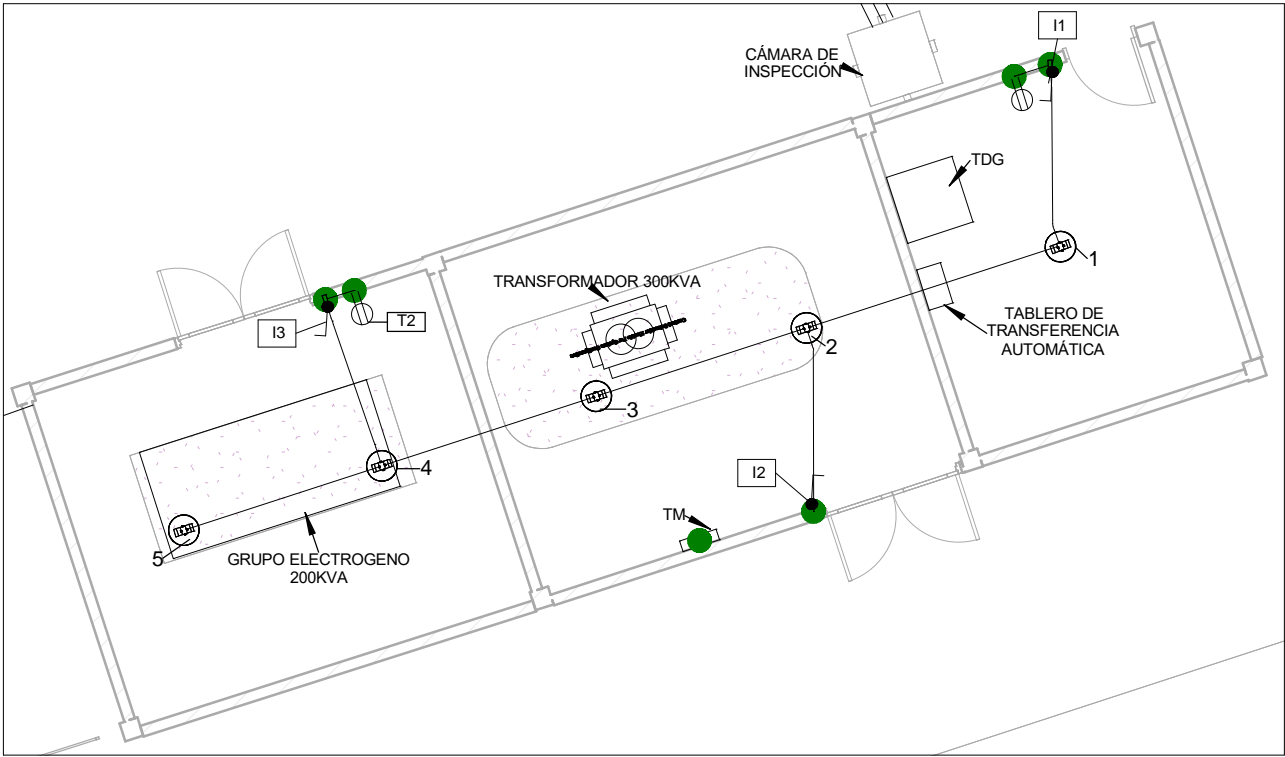 I1
CÁMARA DE
INSPECCIÓN
TDG
1
TRANSFORMADOR 300KVA
I3
T2
2
TABLERO DE
TRANSFERENCIA
AUTOMÁTICA
3
4
I2
TM
5
GRUPO ELECTROGENO
200KVA